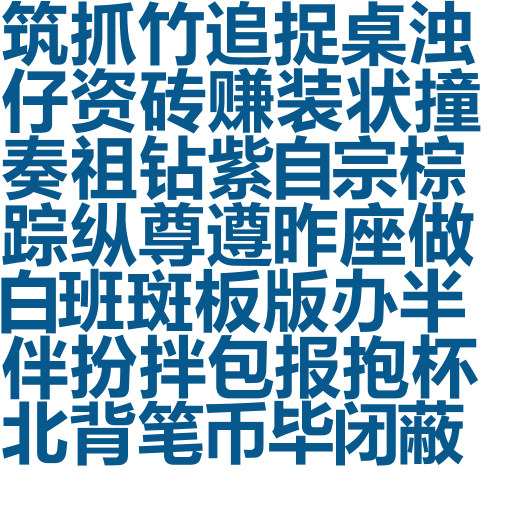 筑抓竹追捉桌浊
仔资砖赚装状撞
奏祖钻紫自宗棕
踪纵尊遵昨座做
白班斑板版办半
伴扮拌包报抱杯
北背笔币毕闭蔽